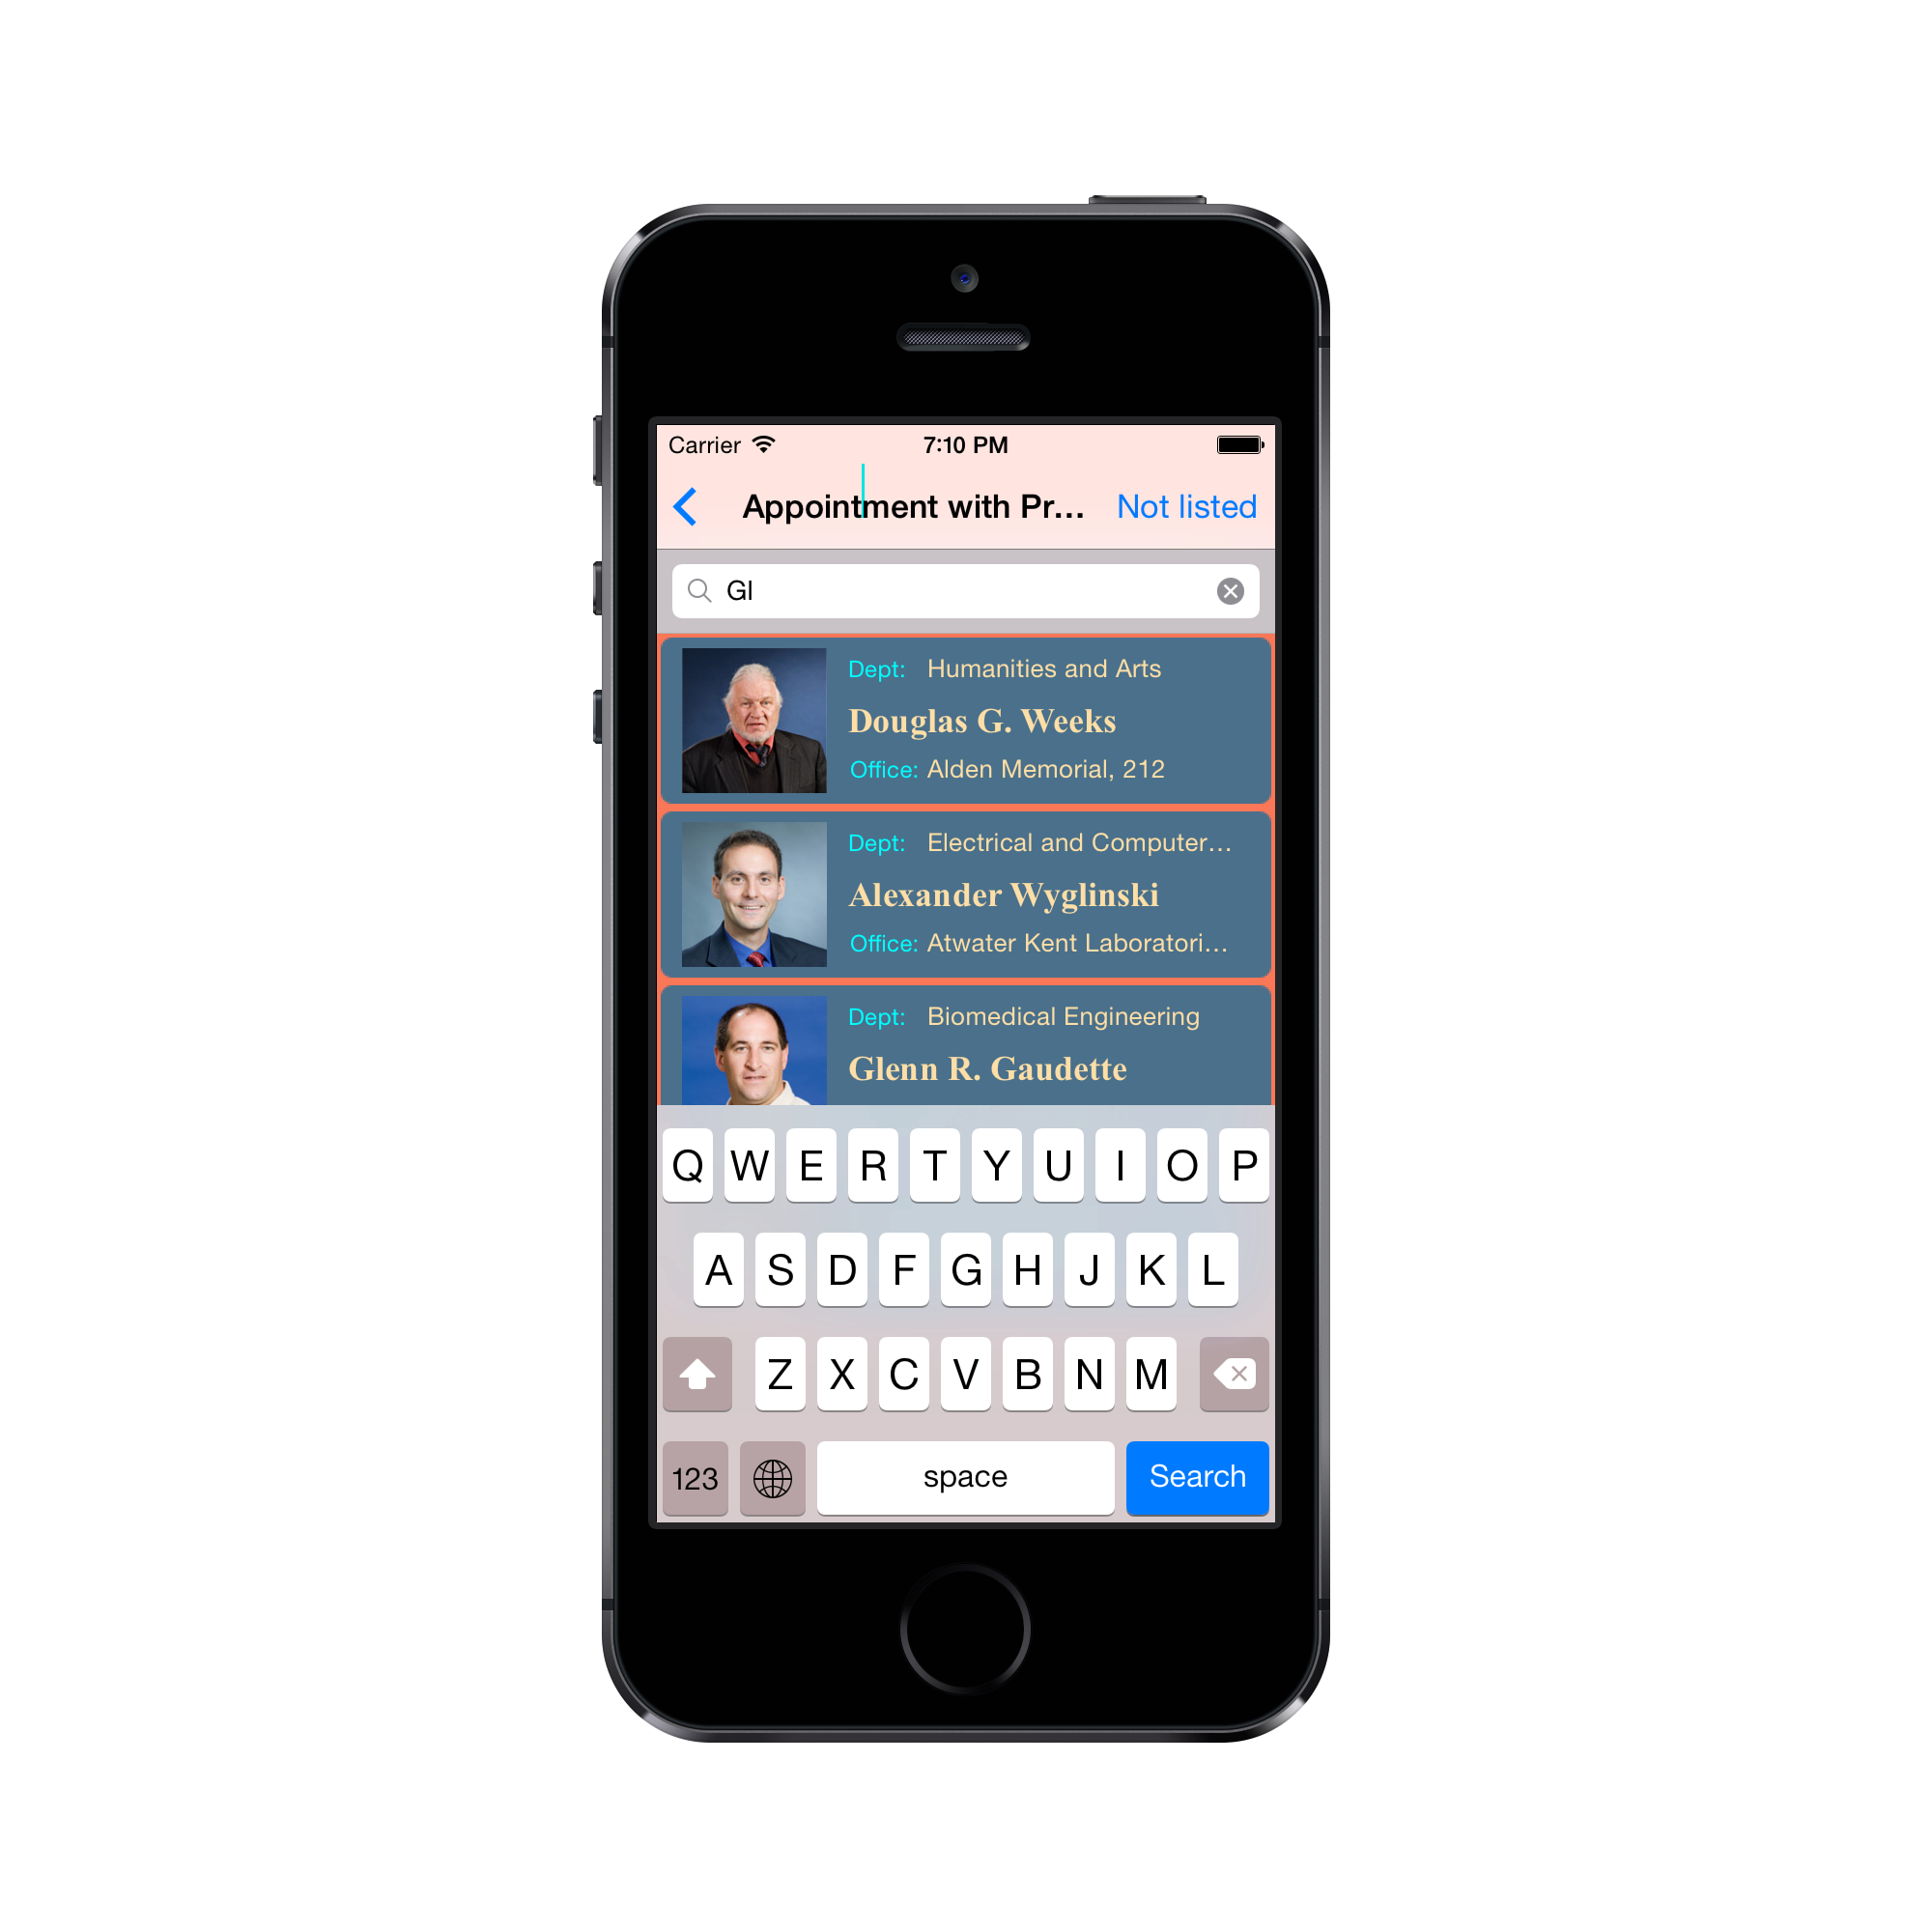 Carrier 7:10 PM
Appointment with Pr... Not listed
Gl
Dept: Humanities and Arts
Douglas G. Weeks
Office: Alden Memorial, 212
Dept: Electrical and Computer...
Alexander Wyglinski
Office: Atwater Kent Laboratori...
Dept: Biomedical Engineering
Glenn R. Gaudette
Q W E R T Y U I O P
A S D F G H J K L
Z X C V B N M
123 space Search